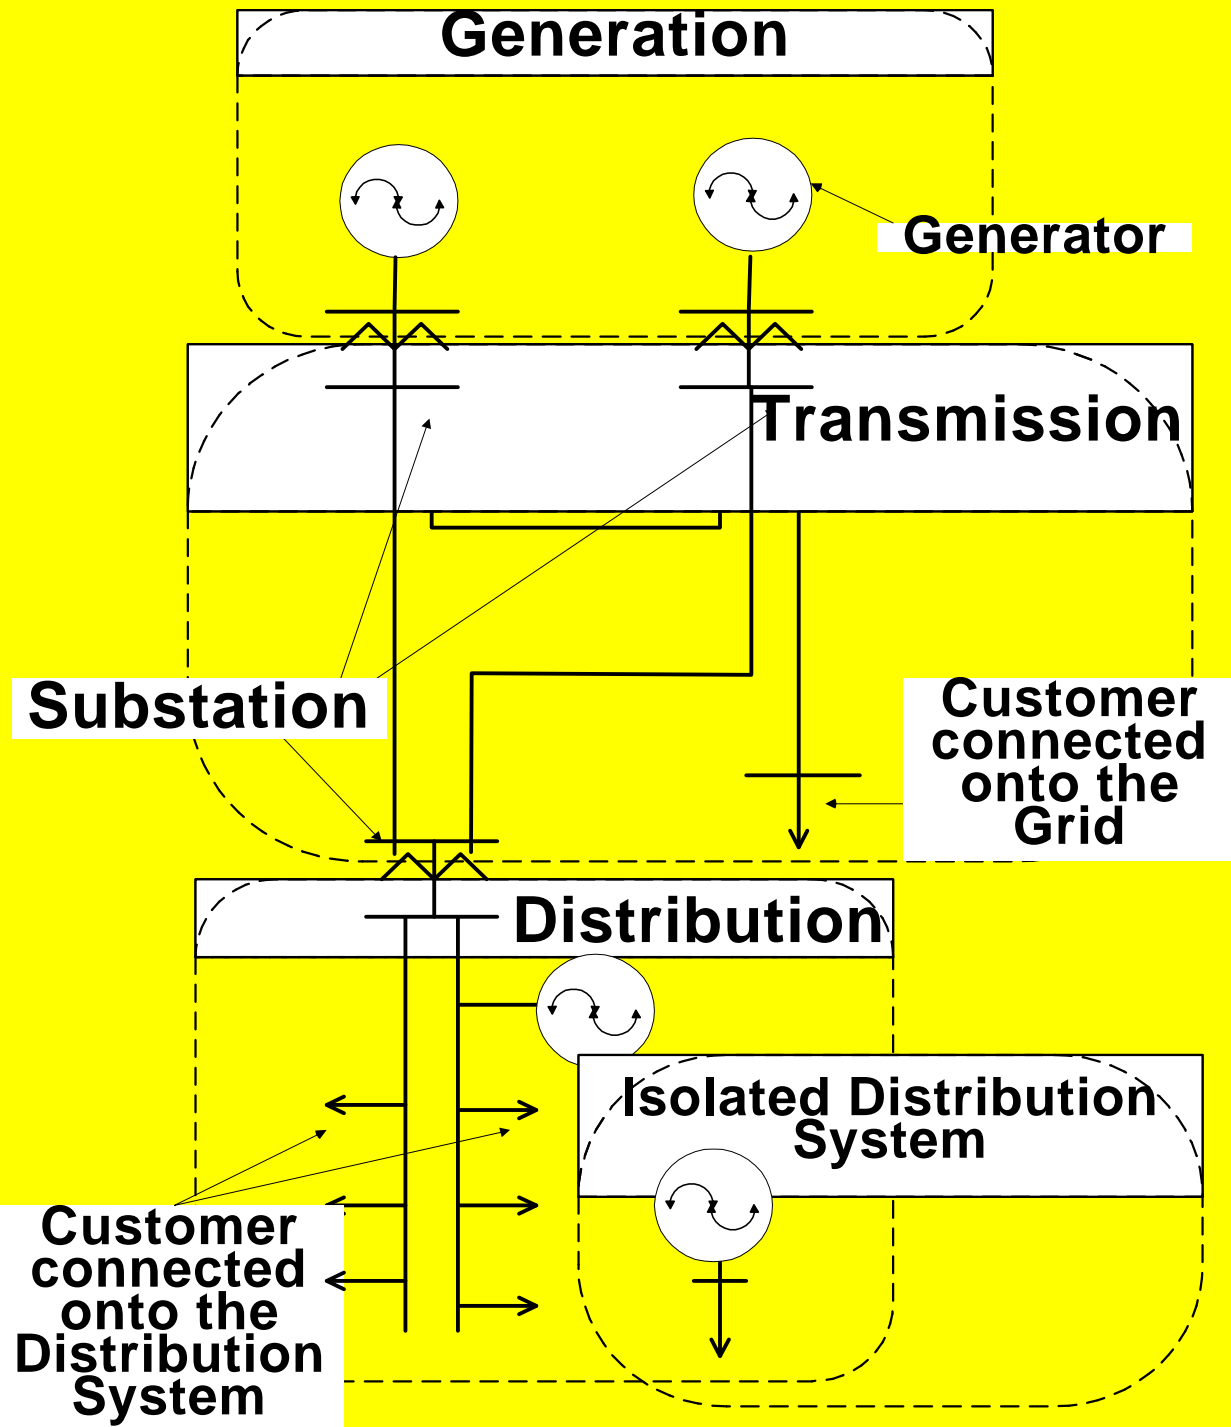 Generation
Generator
Transmission
Substation
Customer
connected
onto the
Grid
Distribution
Isolated Distribution
System
Customer
connected
onto the
Distribution
System